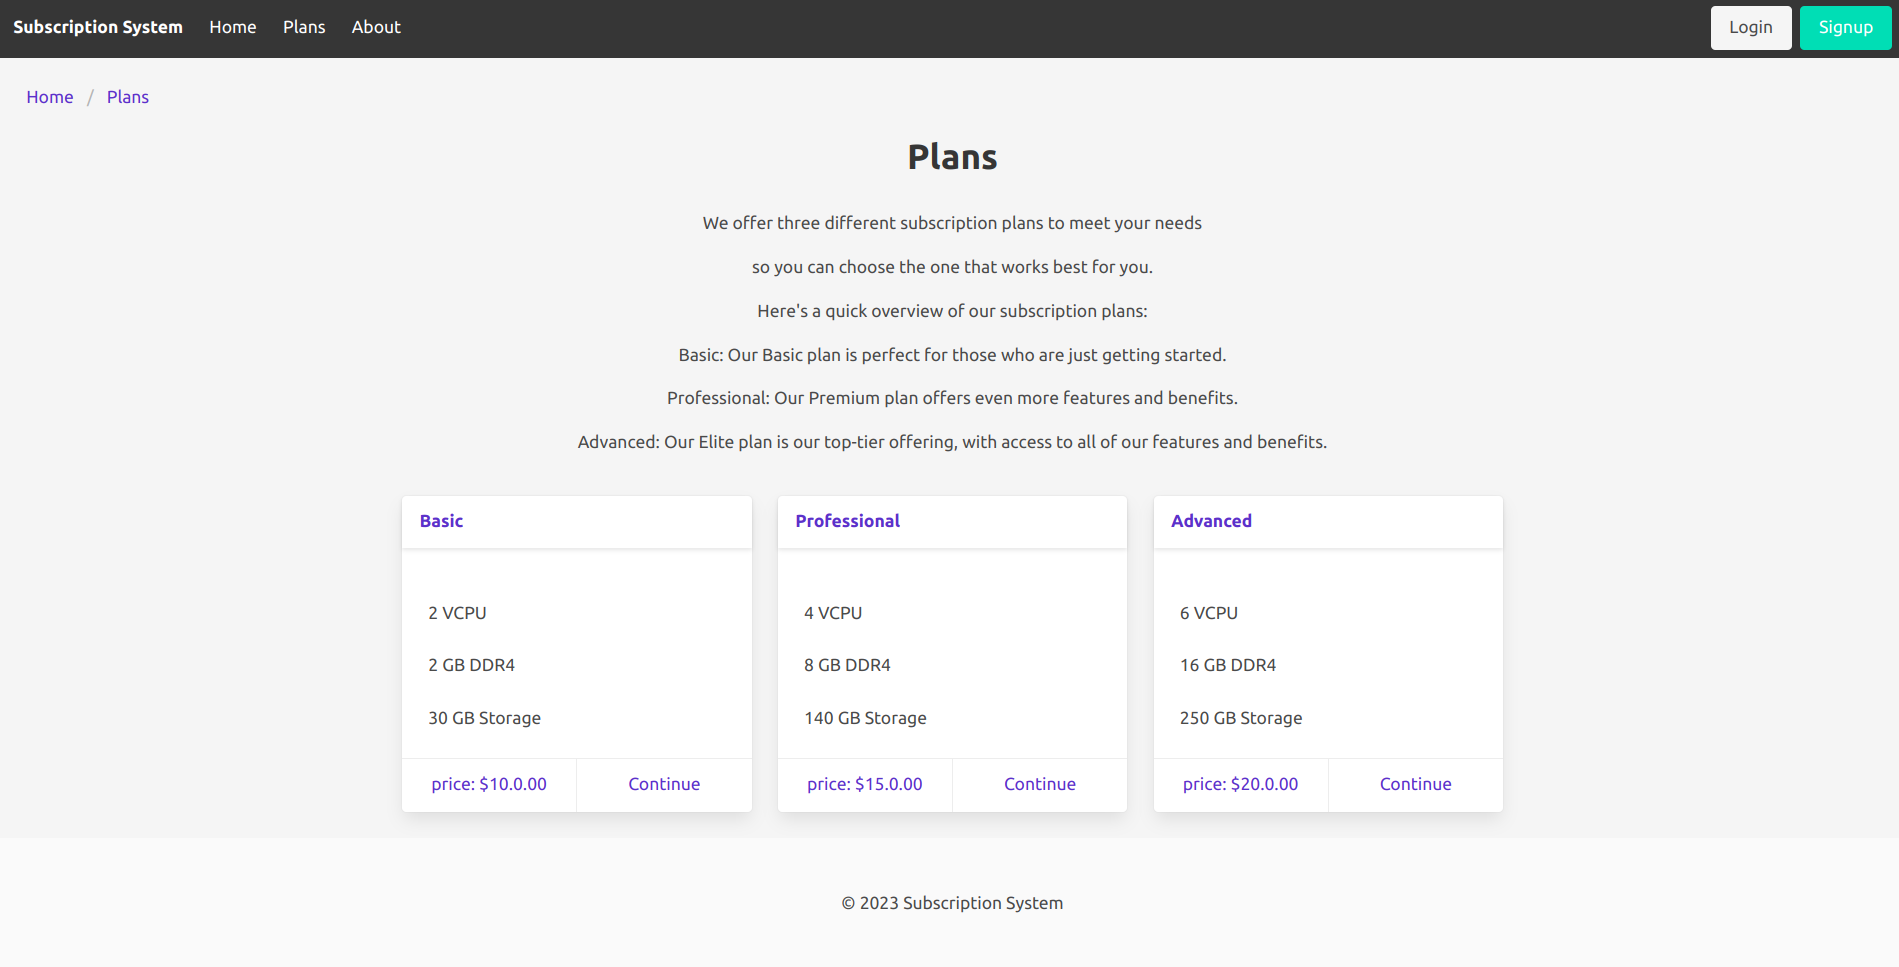 Subscription System Home Plans About Login Signup
Home / Plans
Plans
We offer three different subscription plans to meet your needs
so you can choose the one that works best for you.
Here's a quick overview of our subscription plans:
Basic: Our Basic plan is perfect for those who are just getting started.
Professional: Our Premium plan offers even more features and benefits.
Advanced: Our Elite plan is our top-tier offering, with access to all of our features and benefits.
Basic
2 VCPU
2 GB DDR4
30 GB Storage
price: $10.0.00 Continue
Professional
4 VCPU
8 GB DDR4
140 GB Storage
price: $15.0.00 Continue
Advanced
6 VCPU
16 GB DDR4
250 GB Storage
price: $20.0.00 Continue
© 2023 Subscription System